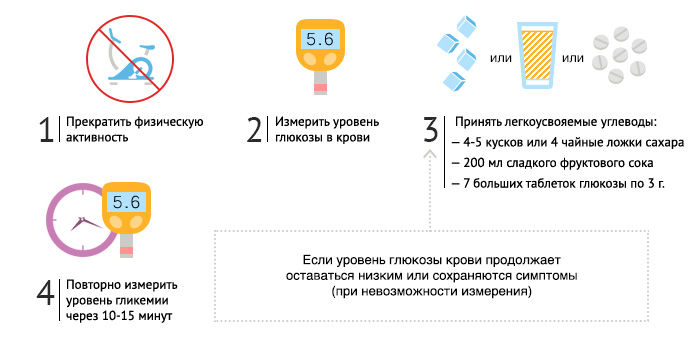 5.6
5.6
или
или
1
Прекратить физическую
активность
2
Измерить уровень
глюкозы в крови
3
Принять легкоусвояемые углеводы:
— 4-5 кусков или 4 чайные ложки сахара
— 200 мл сладкого фруктового сока
— 7 больших таблеток глюкозы по 3 г.
4
Повторно измерить
уровень гликемии
через 10-15 минут
Если уровень глюкозы крови продолжает
оставаться низким или сохраняются симптомы
(при невозможности измерения)